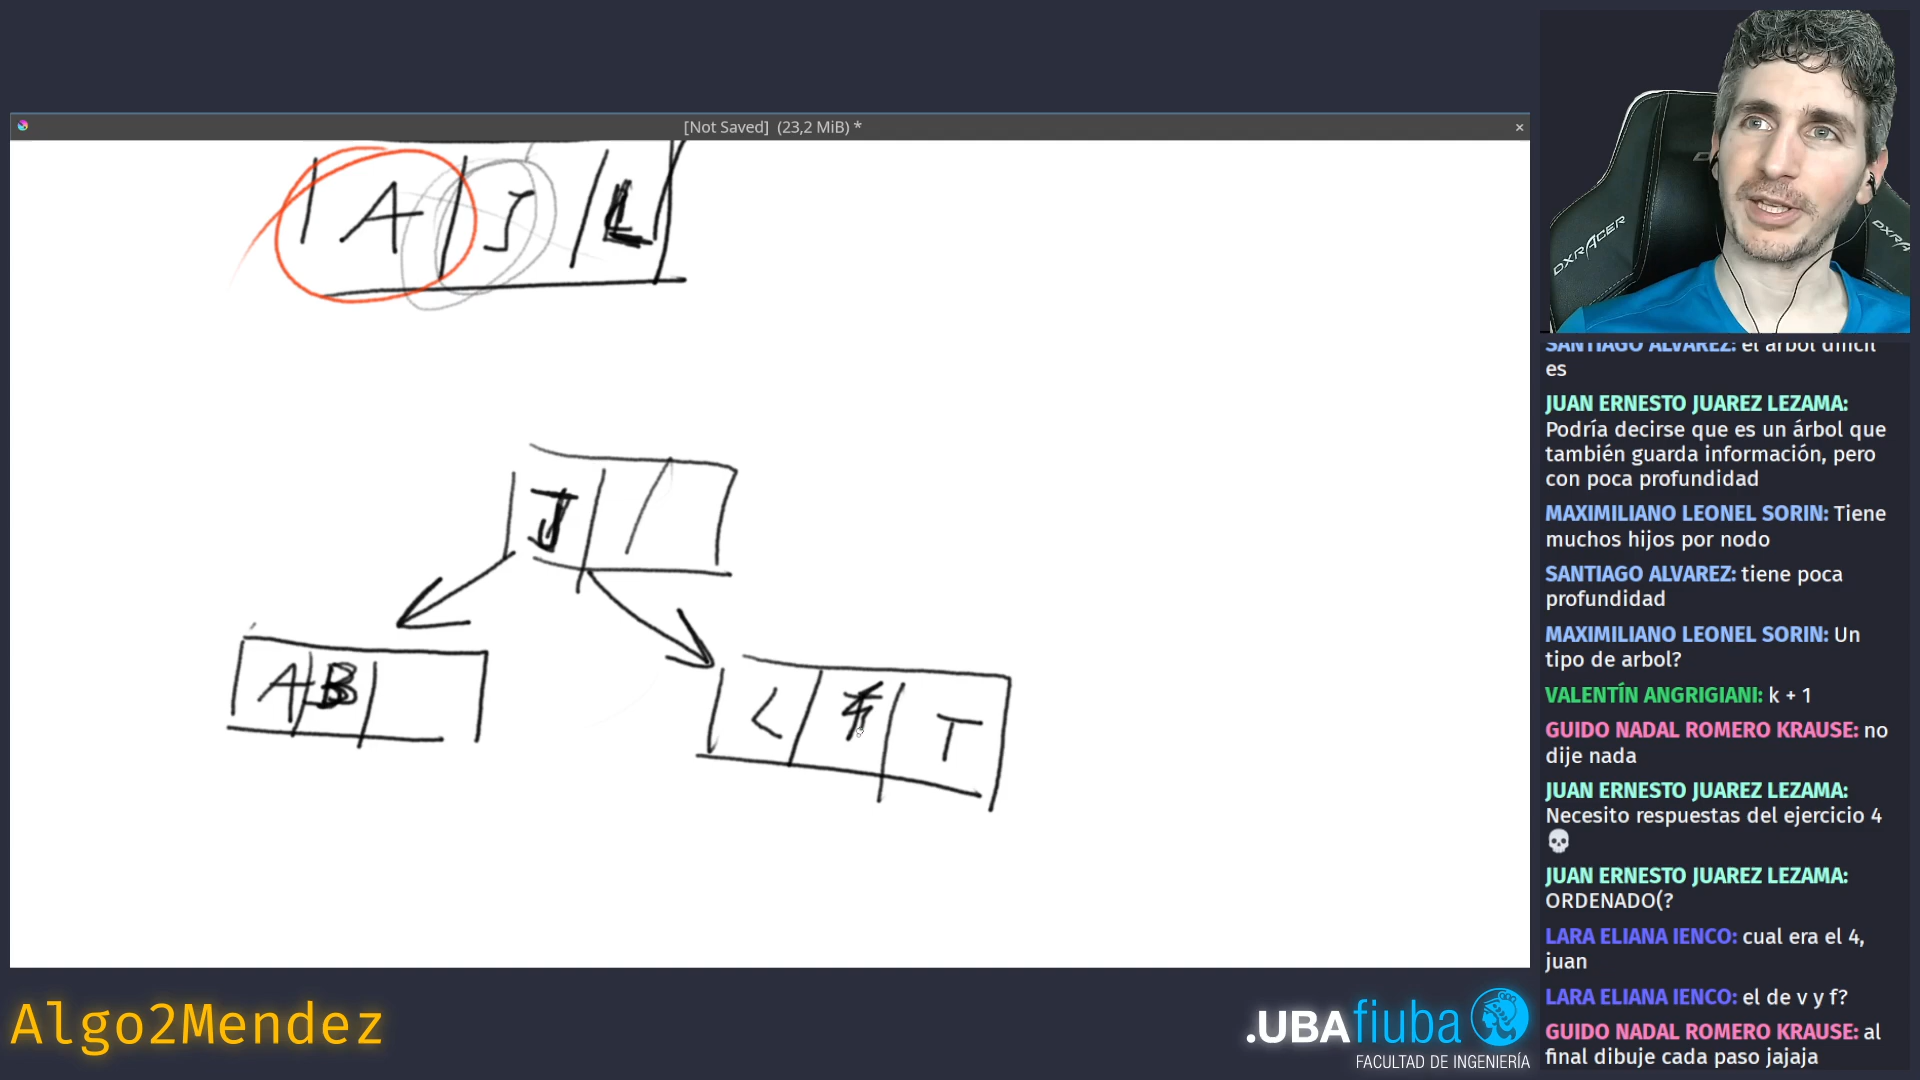 [Not Saved] (23,2 MiB) *
×
A J L
J
A B
L T
DXRACER
SANTIAGO ALVAREZ: el arbol dificil
es
JUAN ERNESTO JUAREZ LEZAMA:
Podría decirse que es un árbol que
también guarda información, pero
con poca profundidad
MAXIMILIANO LEONEL SORIN: Tiene
muchos hijos por nodo
SANTIAGO ALVAREZ: tiene poca
profundidad
MAXIMILIANO LEONEL SORIN: Un
tipo de arbol?
VALENTÍN ANGRIGIANI: k + 1
GUIDO NADAL ROMERO KRAUSE: no
dije nada
JUAN ERNESTO JUAREZ LEZAMA:
Necesito respuestas del ejercicio 4
💀
JUAN ERNESTO JUAREZ LEZAMA:
ORDENADO(?
LARA ELIANA IENCO: cual era el 4,
juan
LARA ELIANA IENCO: el de v y f?
GUIDO NADAL ROMERO KRAUSE: al
final dibuje cada paso jajaja
Algo2Mendez
.UBAfiuba
FACULTAD DE INGENIERÍA